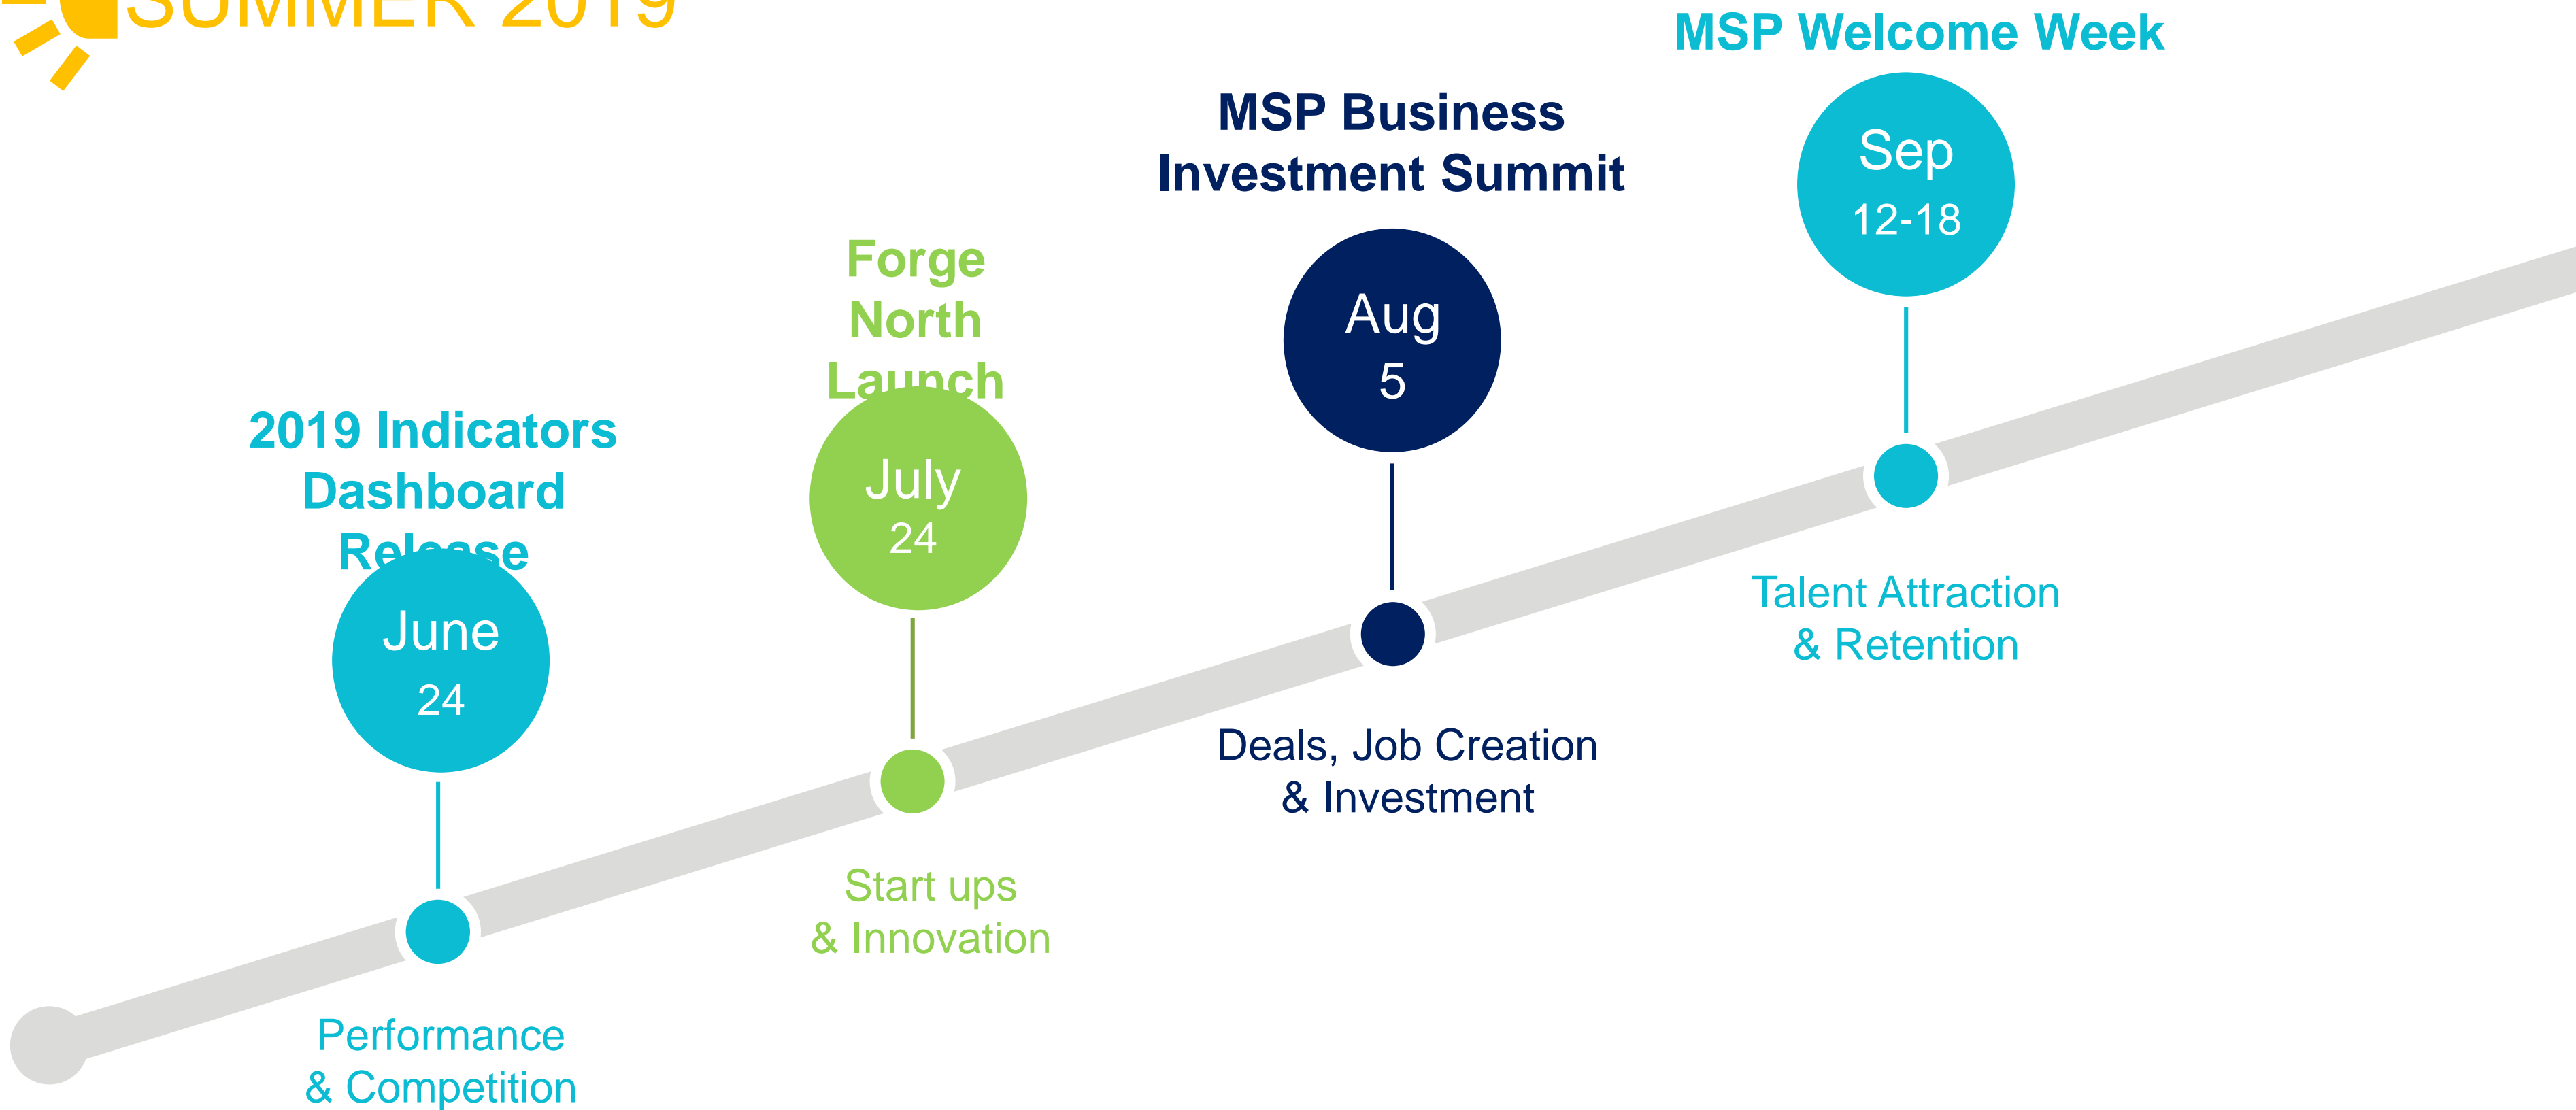 SUMMER 2019
MSP Welcome Week
Sep
12-18
Talent Attraction
& Retention
MSP Business
Investment Summit
Aug
5
Deals, Job Creation
& Investment
Forge
North
Launch
July
24
Start ups
& Innovation
2019 Indicators
Dashboard
Release
June
24
Performance
& Competition